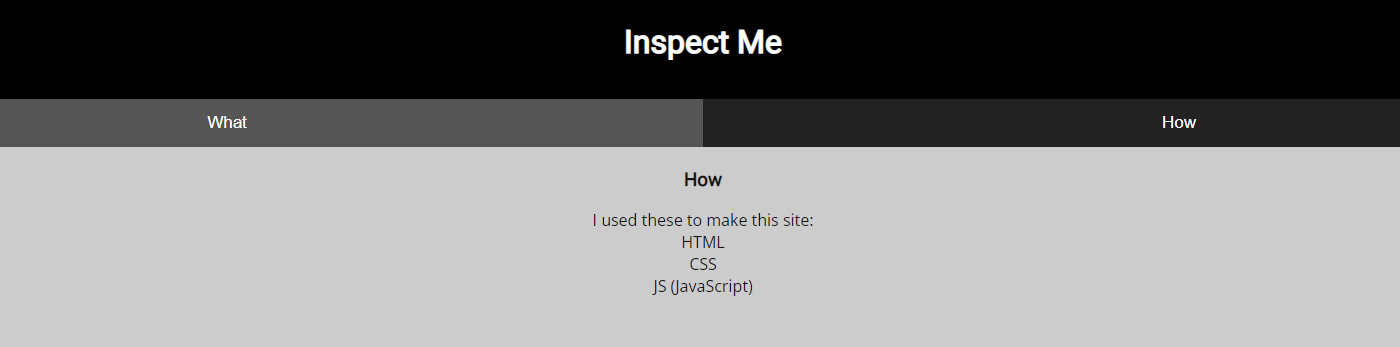 Inspect Me
What
How
How
I used these to make this site:
HTML
CSS
JS (JavaScript)